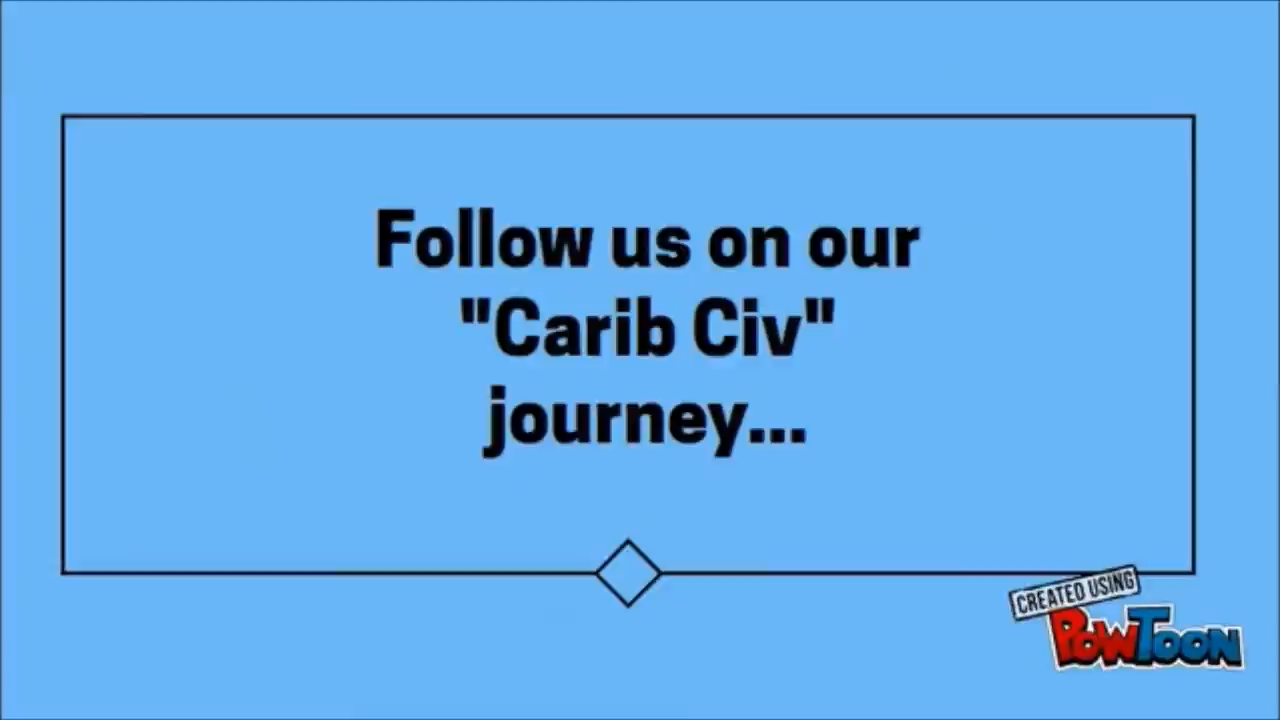 Follow us on our
"Carib Civ"
journey...
CREATED USING
POWTOON